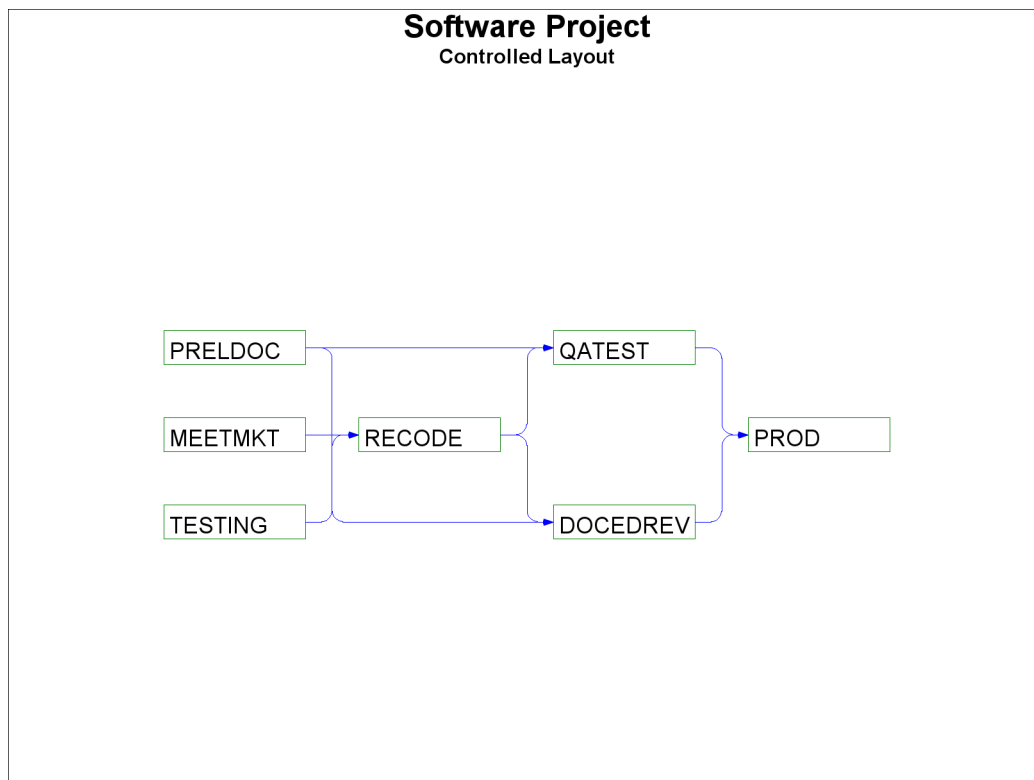 Software Project
Controlled Layout
PRELDOC
QATEST
MEETMKT
RECODE
PROD
TESTING
DOCEDREV